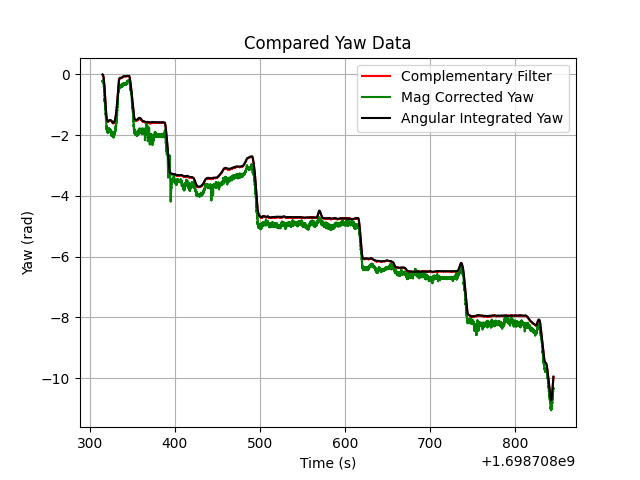 Compared Yaw Data
Complementary Filter
Mag Corrected Yaw
Angular Integrated Yaw
Yaw (rad)
0
−2
−4
−6
−8
−10
300 400 500 600 700 800
Time (s)
+1.698708e9